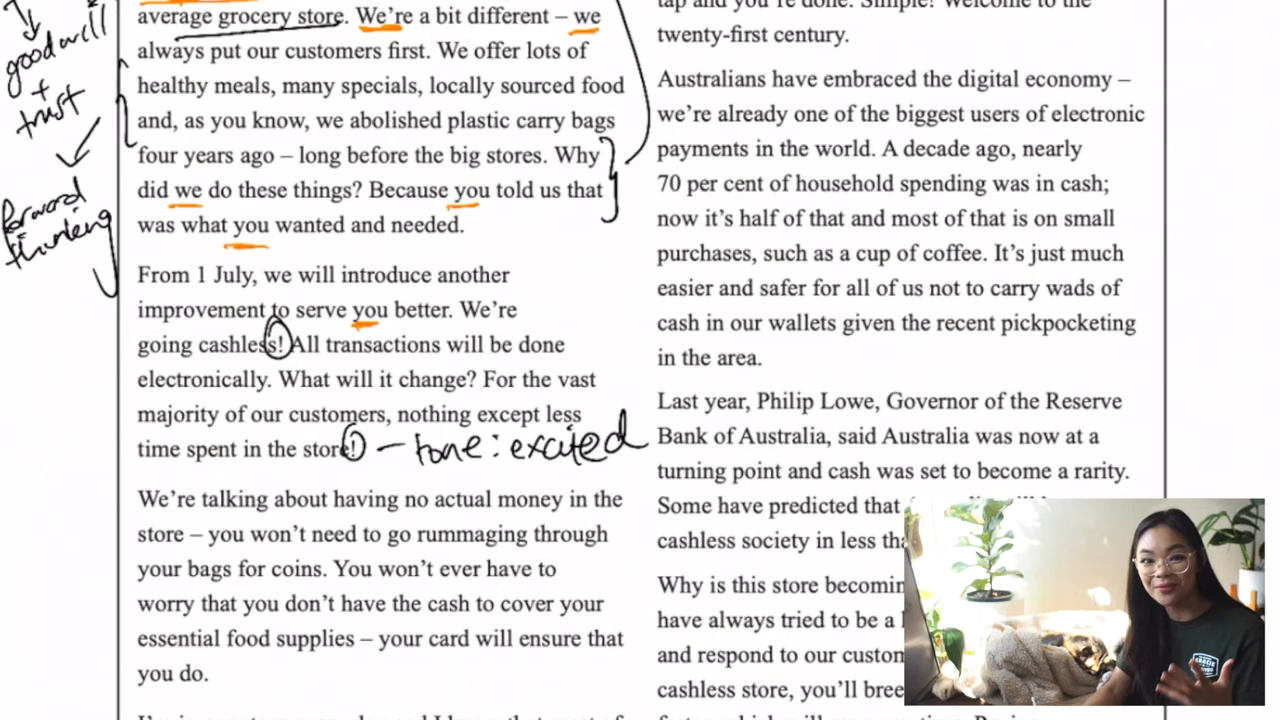 good will
+
trust
forward
thinking
average grocery store. We're a bit different – we
always put our customers first. We offer lots of
healthy meals, many specials, locally sourced food
and, as you know, we abolished plastic carry bags
four years ago – long before the big stores. Why
did we do these things? Because you told us that
was what you wanted and needed.
From 1 July, we will introduce another
improvement to serve you better. We're
going cashless! All transactions will be done
electronically. What will it change? For the vast
majority of our customers, nothing except less
time spent in the store! – tone: excited
We're talking about having no actual money in the
store – you won't need to go rummaging through
your bags for coins. You won't ever have to
worry that you don't have the cash to cover your
essential food supplies – your card will ensure that
you do.
tap and you're done. Simple! Welcome to the
twenty-first century.
Australians have embraced the digital economy –
we're already one of the biggest users of electronic
payments in the world. A decade ago, nearly
70 per cent of household spending was in cash;
now it's half of that and most of that is on small
purchases, such as a cup of coffee. It's just much
easier and safer for all of us not to carry wads of
cash in our wallets given the recent pickpocketing
in the area.
Last year, Philip Lowe, Governor of the Reserve
Bank of Australia, said Australia was now at a
turning point and cash was set to become a rarity.
Some have predicted that
cashless society in less
Why is this store
have always tried to be a
and respond to our
cashless store, you'll